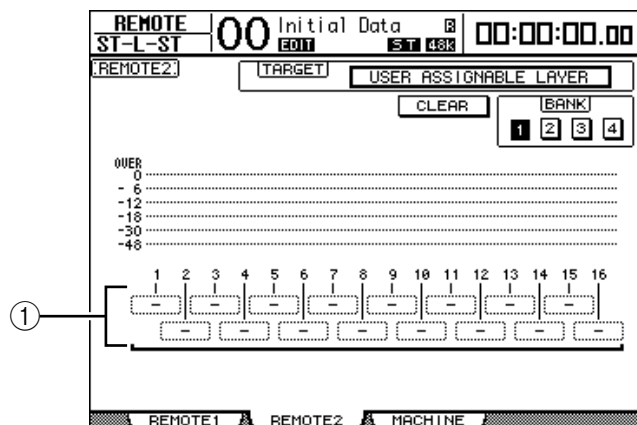 REMOTE
ST-L-ST
00 Initial Data
EDIT ST 48K
00:00:00.00
REMOTE2
TARGET USER ASSIGNABLE LAYER
CLEAR
BANK
1 2 3 4
OVER
0
- 6
-12
-18
-30
-48
1 3 5 7 9 11 13 15
2 4 6 8 10 12 14 16
1
- - - - - - - -
- - - - - - - -
REMOTE1 REMOTE2 MACHINE